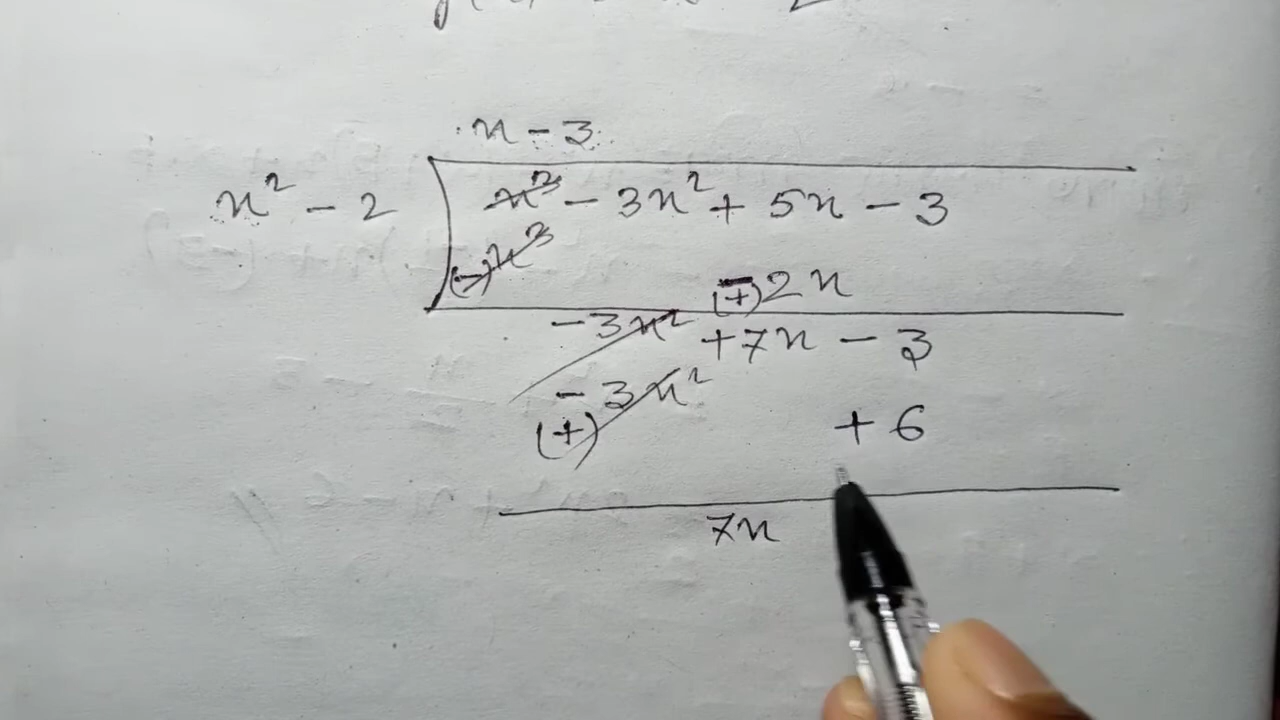 x - 3
x² - 2 x³ - 3x² + 5x - 3
(-) x³ - (+) 2x
- 3x² + 7x - 3
- 3x² (+) + 6
7x